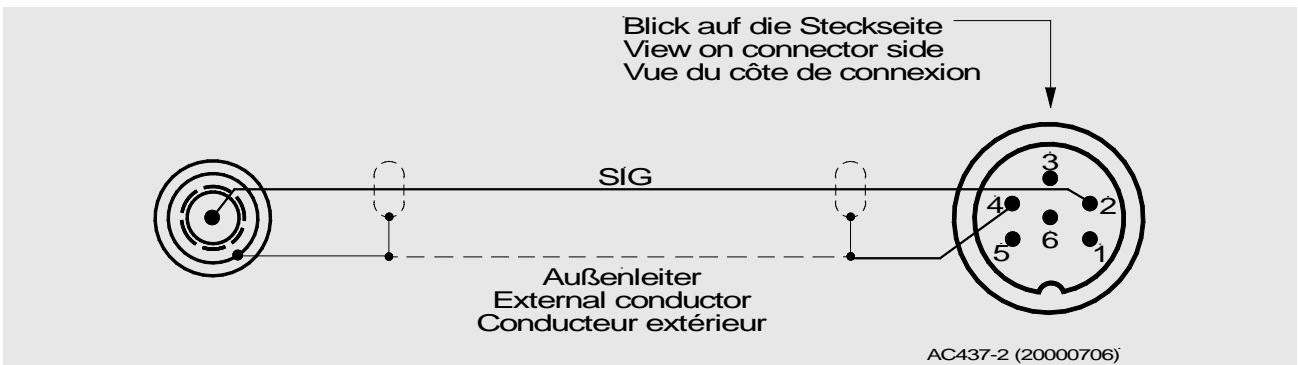 Blick auf die Steckseite
View on connector side
Vue du côte de connexion
SIG
3
4
2
5
6
1
Außenleiter
External conductor
Conducteur extérieur
AC437-2 (20000706)